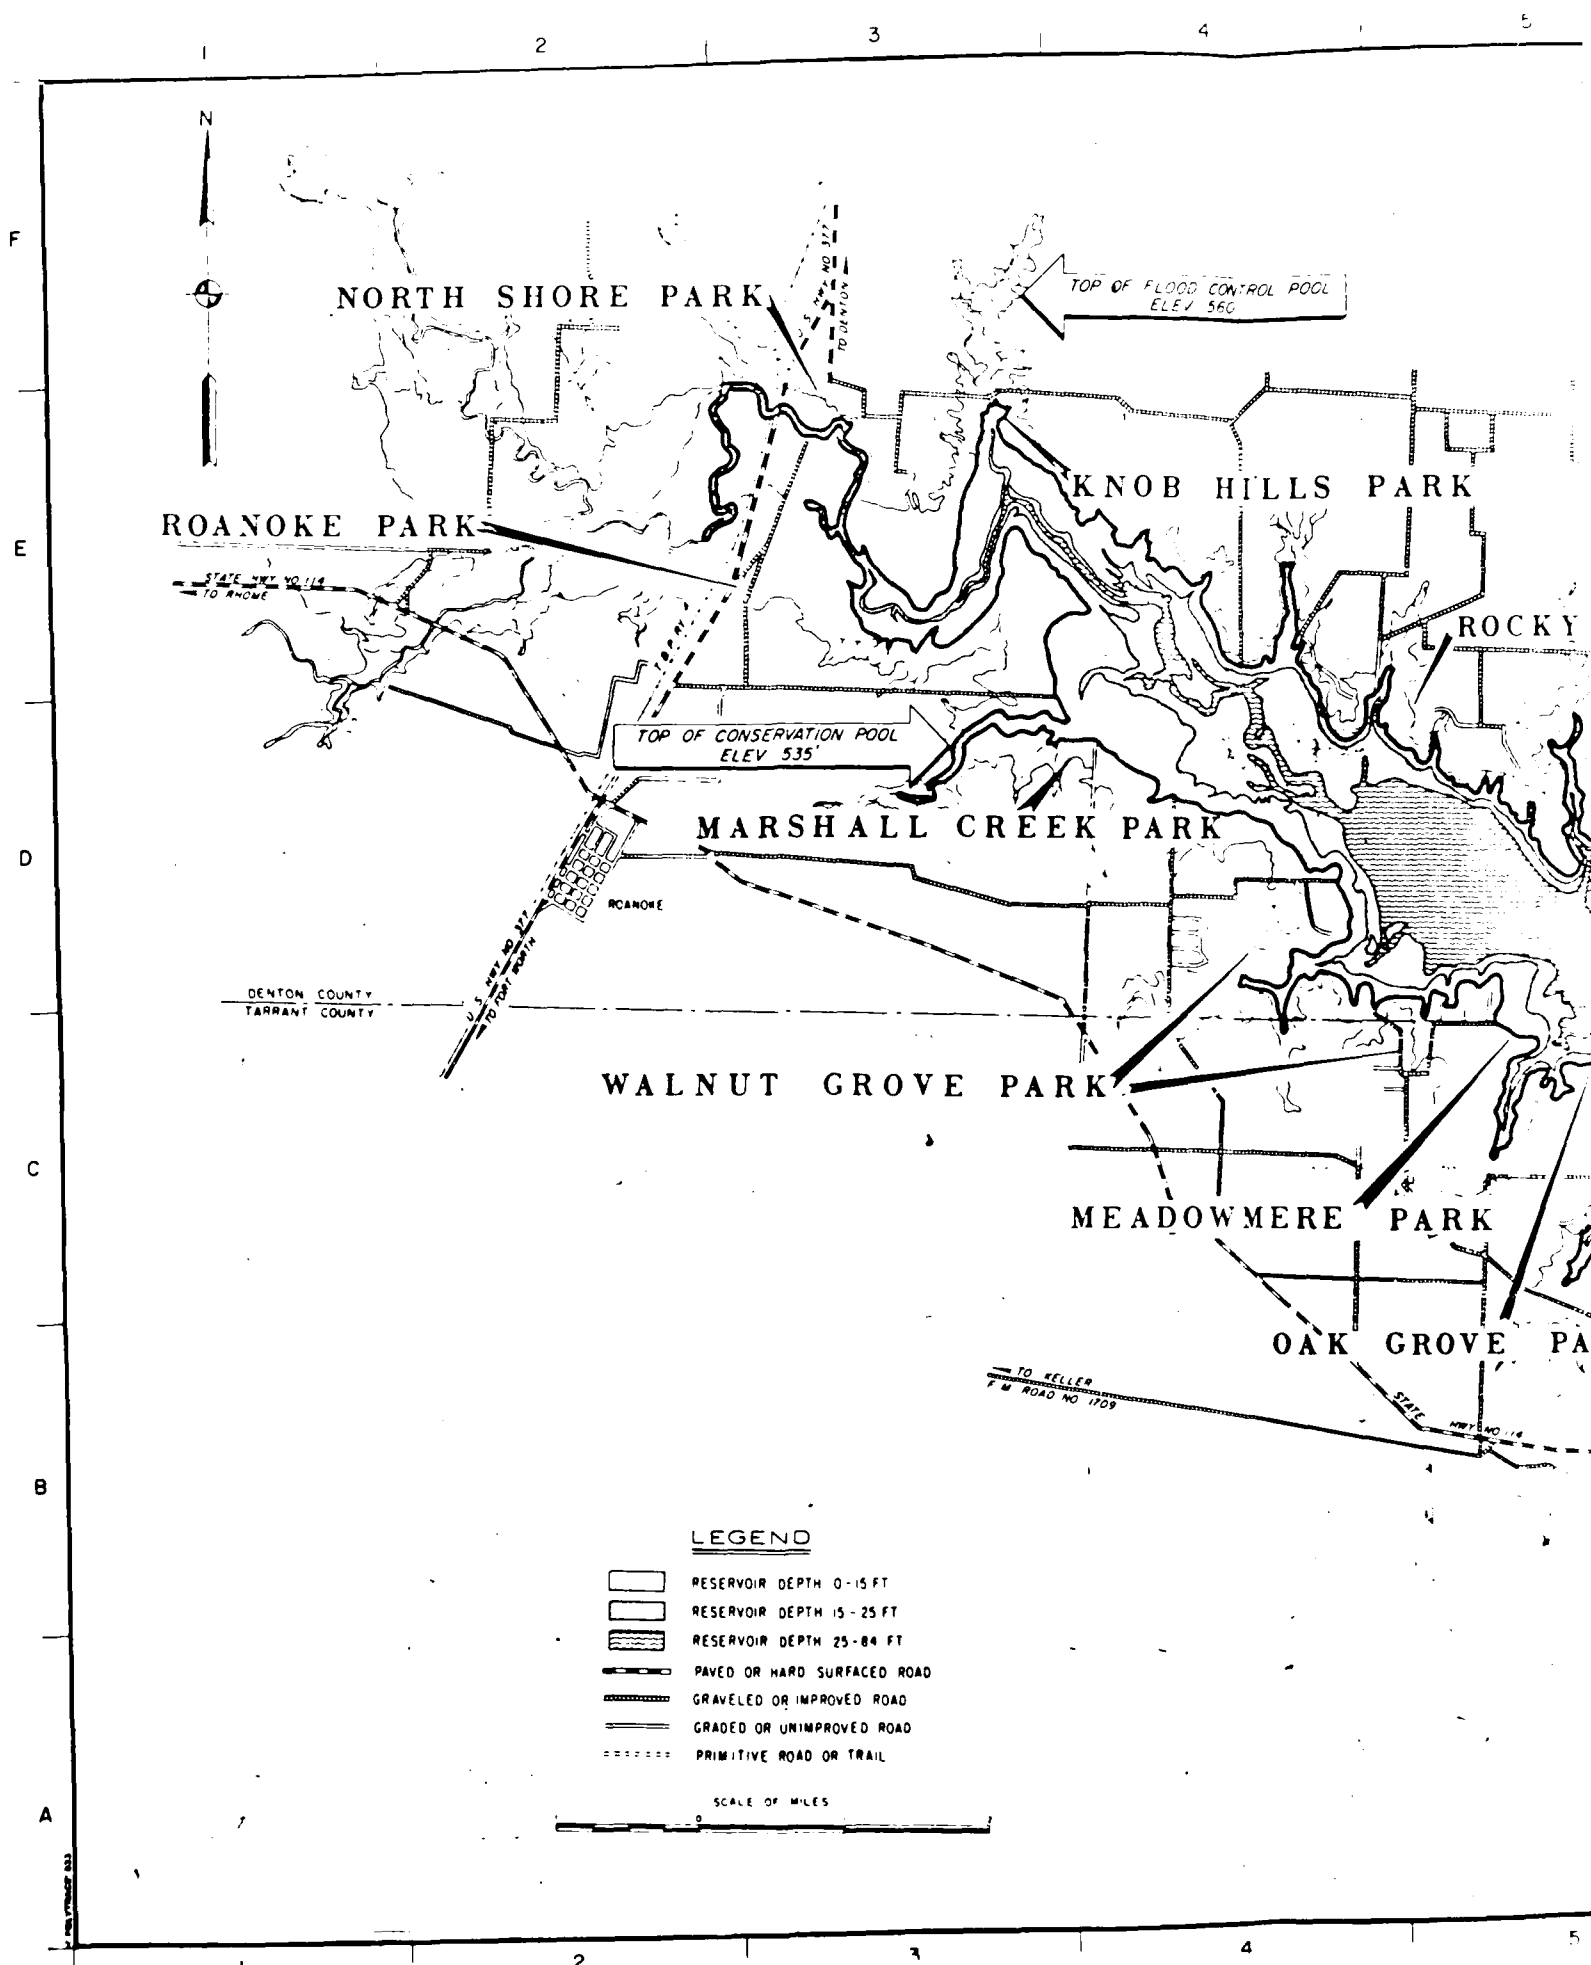 1 2 3 4 5
N
F
U.S. HWY NO 377
TO DENTON
NORTH SHORE PARK
TOP OF FLOOD CONTROL POOL
ELEV 560
KNOB HILLS PARK
ROANOKE PARK
E
STATE HWY NO 114
TO RHOME
ROCKY
T & P RY
TOP OF CONSERVATION POOL
ELEV 535'
MARSHALL CREEK PARK
D
ROANOKE
U.S. HWY NO 377
TO FORT WORTH
DENTON COUNTY
TARRANT COUNTY
WALNUT GROVE PARK
C
MEADOWMERE PARK
OAK GROVE PA
TO KELLER
F M ROAD NO 1709
STATE HWY NO 114
B
LEGEND
RESERVOIR DEPTH 0-15 FT
RESERVOIR DEPTH 15-25 FT
RESERVOIR DEPTH 25-84 FT
PAVED OR HARD SURFACED ROAD
GRAVELED OR IMPROVED ROAD
GRADED OR UNIMPROVED ROAD
PRIMITIVE ROAD OR TRAIL
SCALE OF MILES
0
A
1 2 3 4 5